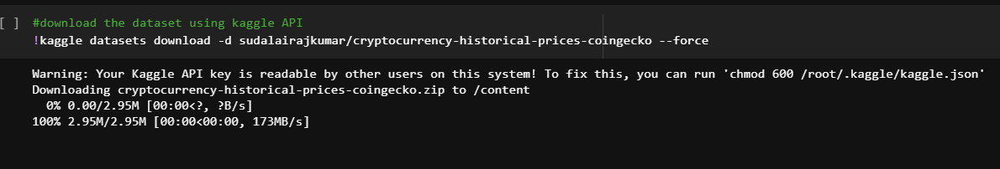 [ ] #download the dataset using kaggle API
!kaggle datasets download -d sudalairajkumar/cryptocurrency-historical-prices-coingecko --force
Warning: Your Kaggle API key is readable by other users on this system! To fix this, you can run 'chmod 600 /root/.kaggle/kaggle.json'
Downloading cryptocurrency-historical-prices-coingecko.zip to /content
0% 0.00/2.95M [00:00<?, ?B/s]
100% 2.95M/2.95M [00:00<00:00, 173MB/s]